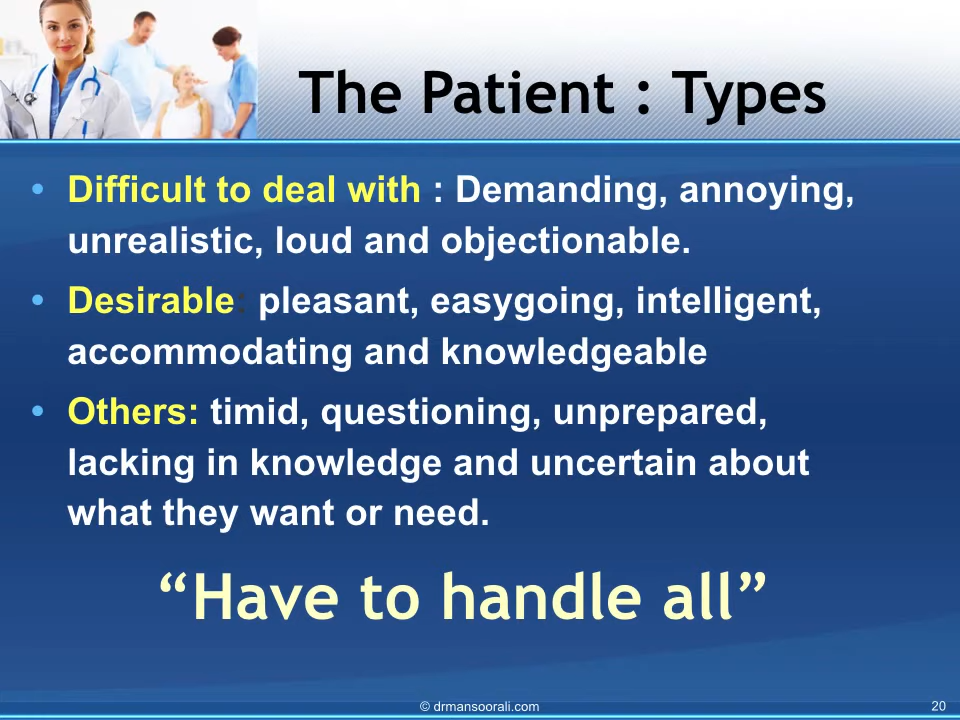 The Patient : Types
• Difficult to deal with : Demanding, annoying,
unrealistic, loud and objectionable.
• Desirable: pleasant, easygoing, intelligent,
accommodating and knowledgeable
• Others: timid, questioning, unprepared,
lacking in knowledge and uncertain about
what they want or need.
“Have to handle all”
© drmansoorali.com
20